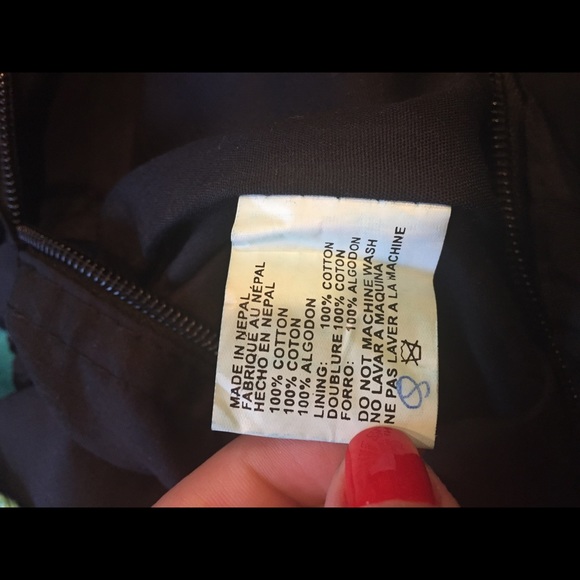 MADE IN NEPAL
FABRIQUÉ AU NÉPAL
HECHO EN NEPAL
100% COTTON
100% COTON
100% ALGODON
LINING: 100% COTTON
DOUBLURE: 100% COTON
FORRO: 100% ALGODON
DO NOT MACHINE WASH
NO LAVAR A MAQUINA
NE PAS LAVER A LA MACHINE
8